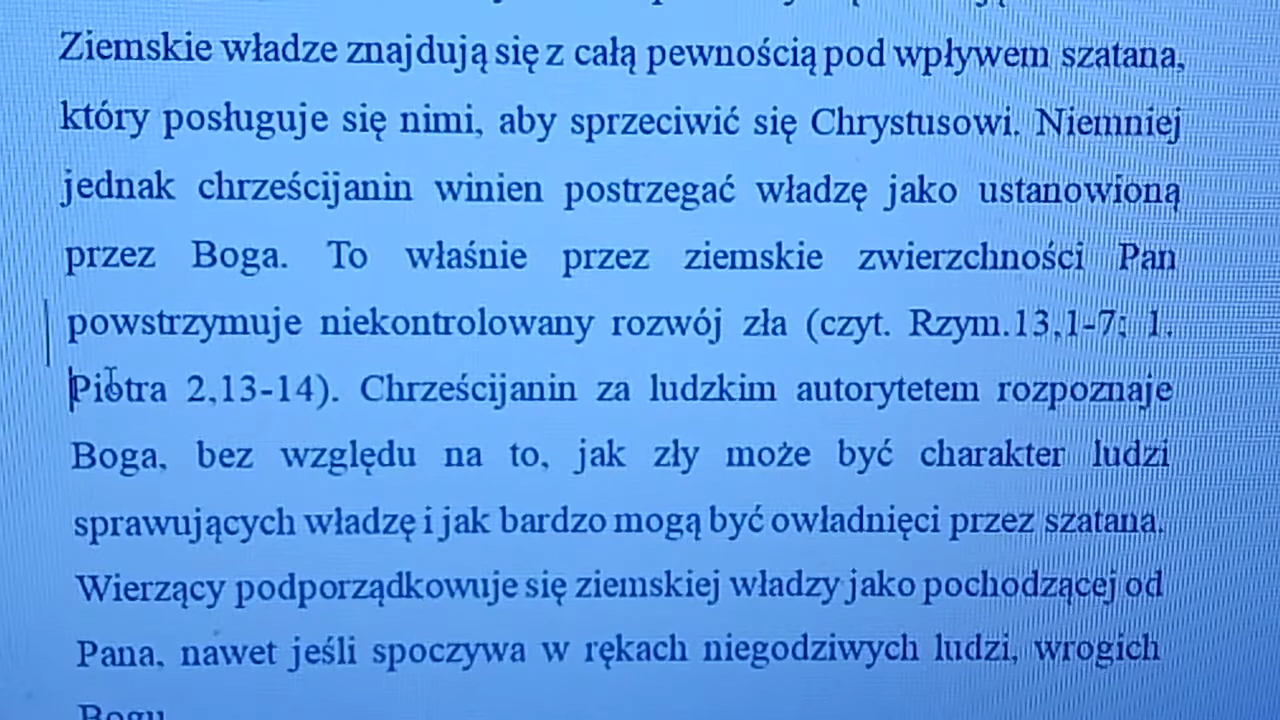 Ziemskie władze znajdują się z całą pewnością pod wpływem szatana,
który posługuje się nimi, aby sprzeciwić się Chrystusowi. Niemniej
jednak chrześcijanin winien postrzegać władzę jako ustanowioną
przez Boga. To właśnie przez ziemskie zwierzchności Pan
powstrzymuje niekontrolowany rozwój zła (czyt. Rzym.13,1-7; 1.
Piotra 2,13-14). Chrześcijanin za ludzkim autorytetem rozpoznaje
Boga, bez względu na to, jak zły może być charakter ludzi
sprawujących władzę i jak bardzo mogą być owładnięci przez szatana.
Wierzący podporządkowuje się ziemskiej władzy jako pochodzącej od
Pana, nawet jeśli spoczywa w rękach niegodziwych ludzi, wrogich
Bogu